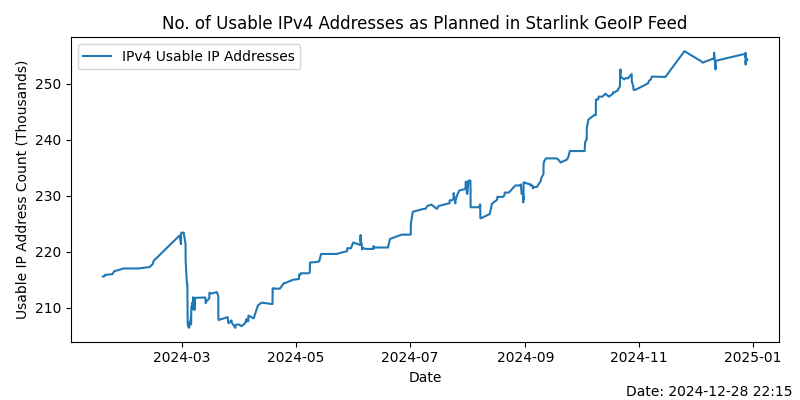 No. of Usable IPv4 Addresses as Planned in Starlink GeoIP Feed
IPv4 Usable IP Addresses
Usable IP Address Count (Thousands)
250
240
230
220
210
2024-03 2024-05 2024-07 2024-09 2024-11 2025-01
Date
Date: 2024-12-28 22:15